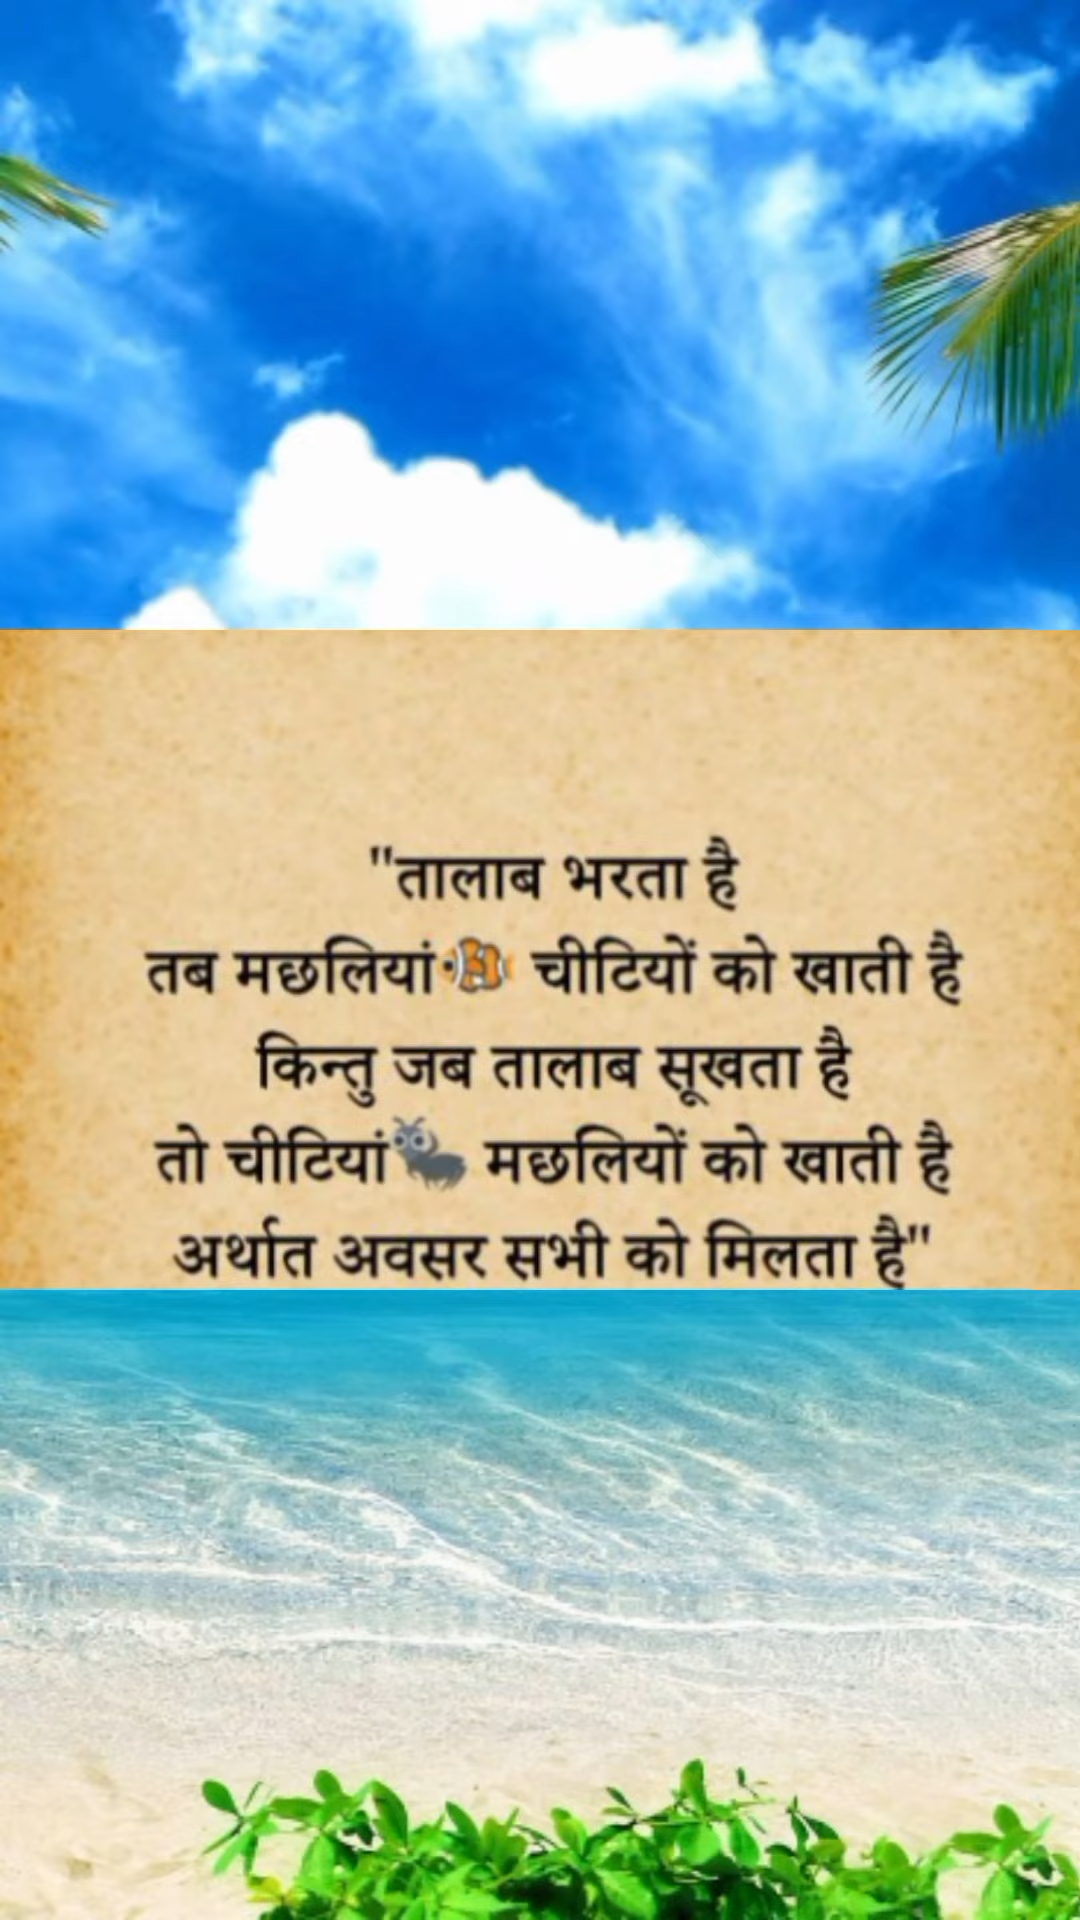 "तालाब भरता है
तब मछलियां🐠 चीटियों को खाती है
किन्तु जब तालाब सूखता है
तो चीटियां🐜 मछलियों को खाती है
अर्थात अवसर सभी को मिलता है"